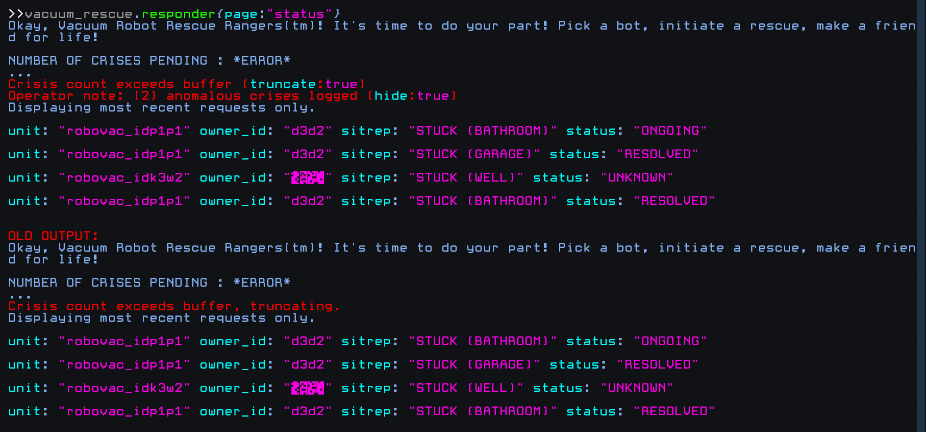 >>vacuum_rescue.responder{page:"status"}
Okay, Vacuum Robot Rescue Rangers(tm)! It's time to do your part! Pick a bot, initiate a rescue, make a frien
d for life!
NUMBER OF CRISES PENDING : *ERROR*
...
Crisis count exceeds buffer (truncate:true)
Operator note: (2) anomalous crises logged (hide:true)
Displaying most recent requests only.
unit: "robovac_idp1p1" owner_id: "d3d2" sitrep: "STUCK (BATHROOM)" status: "ONGOING"
unit: "robovac_idp1p1" owner_id: "d3d2" sitrep: "STUCK (GARAGE)" status: "RESOLVED"
unit: "robovac_idk3w2" owner_id: "" sitrep: "STUCK (WELL)" status: "UNKNOWN"
unit: "robovac_idp1p1" owner_id: "d3d2" sitrep: "STUCK (BATHROOM)" status: "RESOLVED"
OLD OUTPUT:
Okay, Vacuum Robot Rescue Rangers(tm)! It's time to do your part! Pick a bot, initiate a rescue, make a frien
d for life!
NUMBER OF CRISES PENDING : *ERROR*
...
Crisis count exceeds buffer, truncating.
Displaying most recent requests only.
unit: "robovac_idp1p1" owner_id: "d3d2" sitrep: "STUCK (BATHROOM)" status: "ONGOING"
unit: "robovac_idp1p1" owner_id: "d3d2" sitrep: "STUCK (GARAGE)" status: "RESOLVED"
unit: "robovac_idk3w2" owner_id: "" sitrep: "STUCK (WELL)" status: "UNKNOWN"
unit: "robovac_idp1p1" owner_id: "d3d2" sitrep: "STUCK (BATHROOM)" status: "RESOLVED"